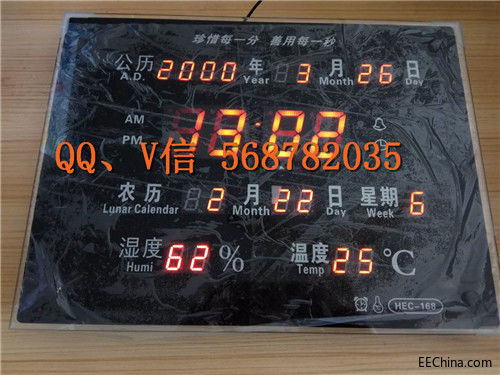 珍惜每一分 善用每一秒
公历 2000 年 3 月 26 日
A.D. Year Month Day
AM
PM 13:02
QQ、V信 568782035
农历 2 月 22 日 星期 6
Lunar Calendar Month Day Week
湿度 62 % 温度 25 ℃
Humi Temp
HEC-168
EEChina.com